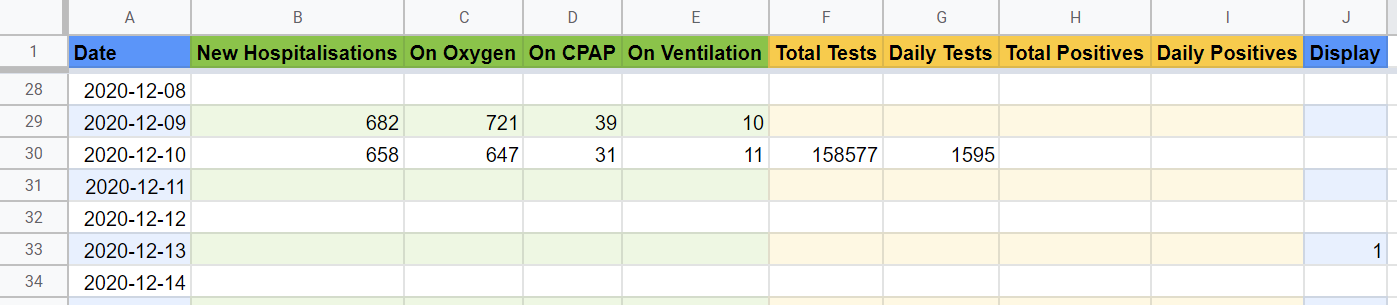 A B C D E F G H I J
1 Date New Hospitalisations On Oxygen On CPAP On Ventilation Total Tests Daily Tests Total Positives Daily Positives Display
28 2020-12-08
29 2020-12-09 682 721 39 10
30 2020-12-10 658 647 31 11 158577 1595
31 2020-12-11
32 2020-12-12
33 2020-12-13 1
34 2020-12-14